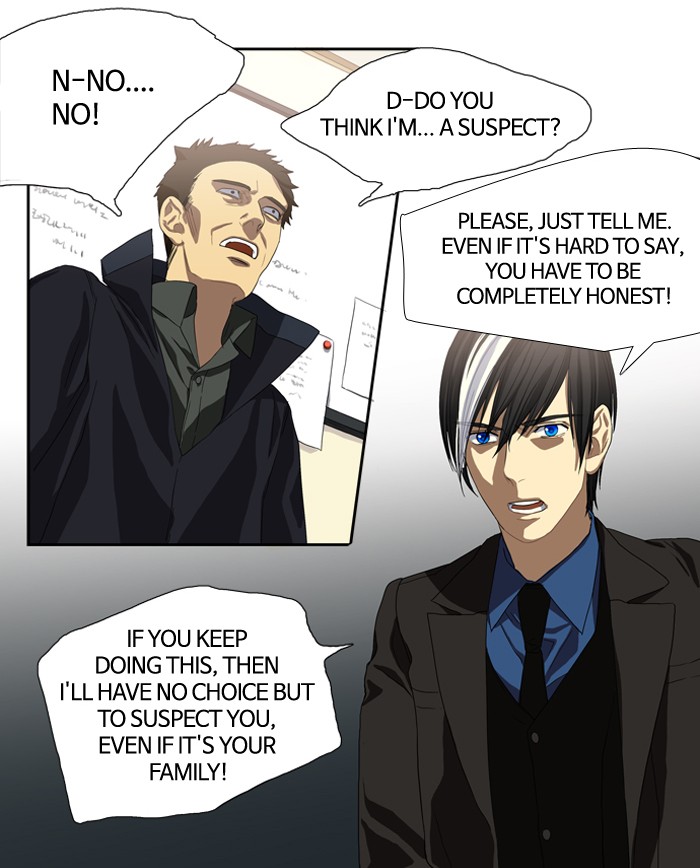 N-NO....
NO!
D-DO YOU
THINK I'M... A SUSPECT?
PLEASE, JUST TELL ME.
EVEN IF IT'S HARD TO SAY,
YOU HAVE TO BE
COMPLETELY HONEST!
IF YOU KEEP
DOING THIS, THEN
I'LL HAVE NO CHOICE BUT
TO SUSPECT YOU,
EVEN IF IT'S YOUR
FAMILY!